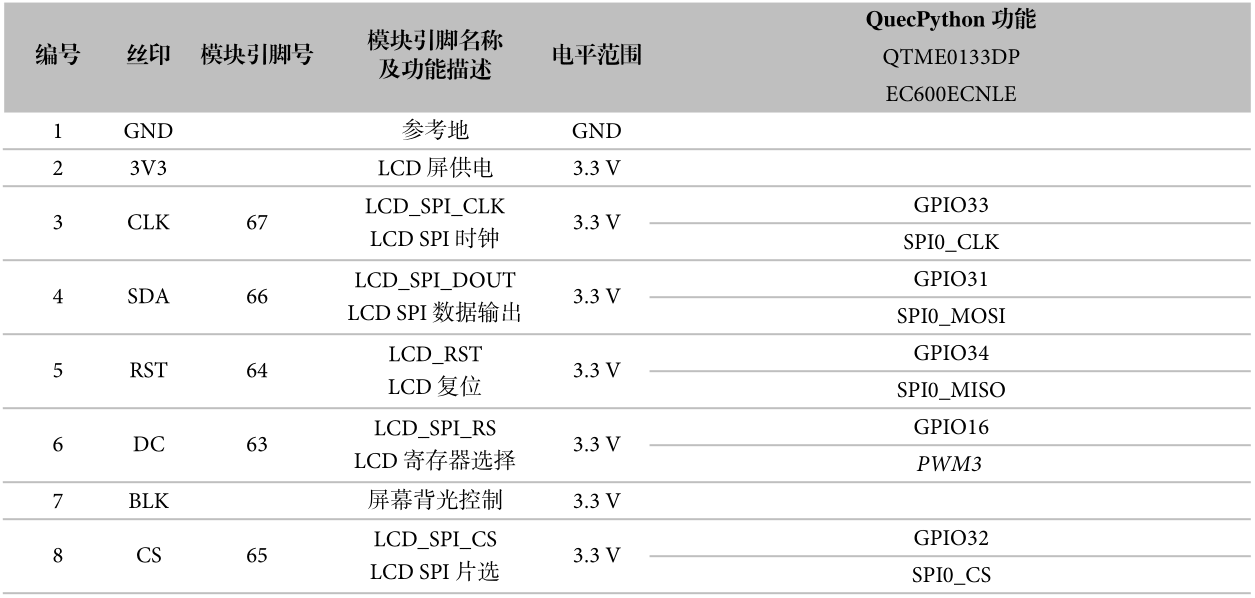 编号 丝印 模块引脚号 模块引脚名称及功能描述 电平范围 QuecPython 功能
QTME0133DP
EC600ECNLE
1 GND 参考地 GND
2 3V3 LCD 屏供电 3.3 V
3 CLK 67 LCD_SPI_CLK 3.3 V GPIO33
LCD SPI 时钟 SPI0_CLK
4 SDA 66 LCD_SPI_DOUT 3.3 V GPIO31
LCD SPI 数据输出 SPI0_MOSI
5 RST 64 LCD_RST 3.3 V GPIO34
LCD 复位 SPI0_MISO
6 DC 63 LCD_SPI_RS 3.3 V GPIO16
LCD 寄存器选择 PWM3
7 BLK 屏幕背光控制 3.3 V
8 CS 65 LCD_SPI_CS 3.3 V GPIO32
LCD SPI 片选 SPI0_CS